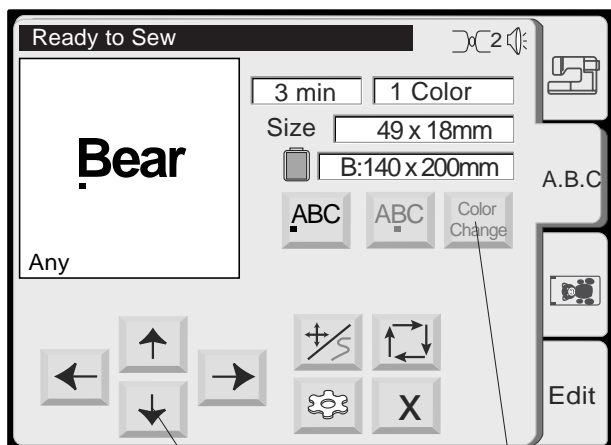 Ready to Sew
2
3 min
1 Color
Size
49 x 18mm
B:140 x 200mm
Bear
Any
ABC
ABC
Color
Change
X
A.B.C
Edit